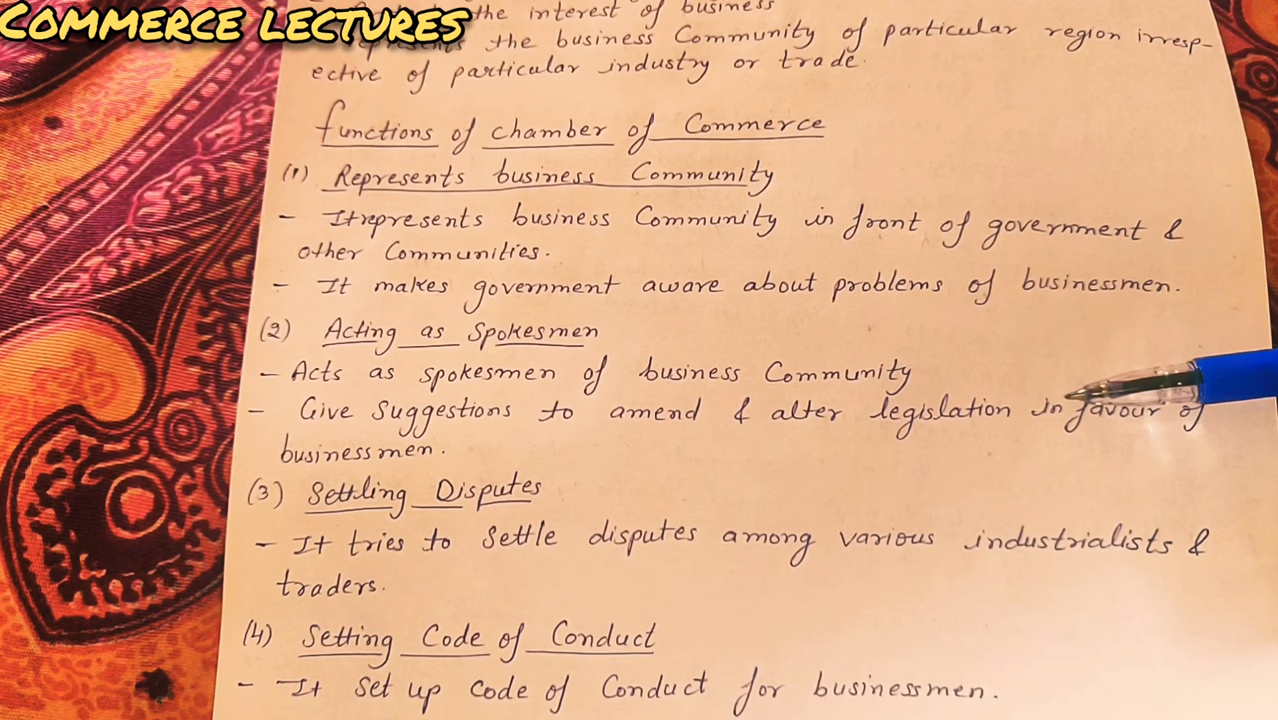 COMMERCE LECTURES
the interest of business
the business Community of particular region irresp-
ective of particular industry or trade.
Functions of Chamber of Commerce
(1) Represents business Community
- It represents business Community in front of government &
other Communities.
- It makes government aware about problems of businessmen.
(2) Acting as Spokesmen
- Acts as spokesmen of business Community
- Give Suggestions to amend & alter legislation in favour of
businessmen.
(3) Settling Disputes
- It tries to Settle disputes among various industrialists &
traders.
(4) Setting Code of Conduct
- It Set up Code of Conduct for businessmen.